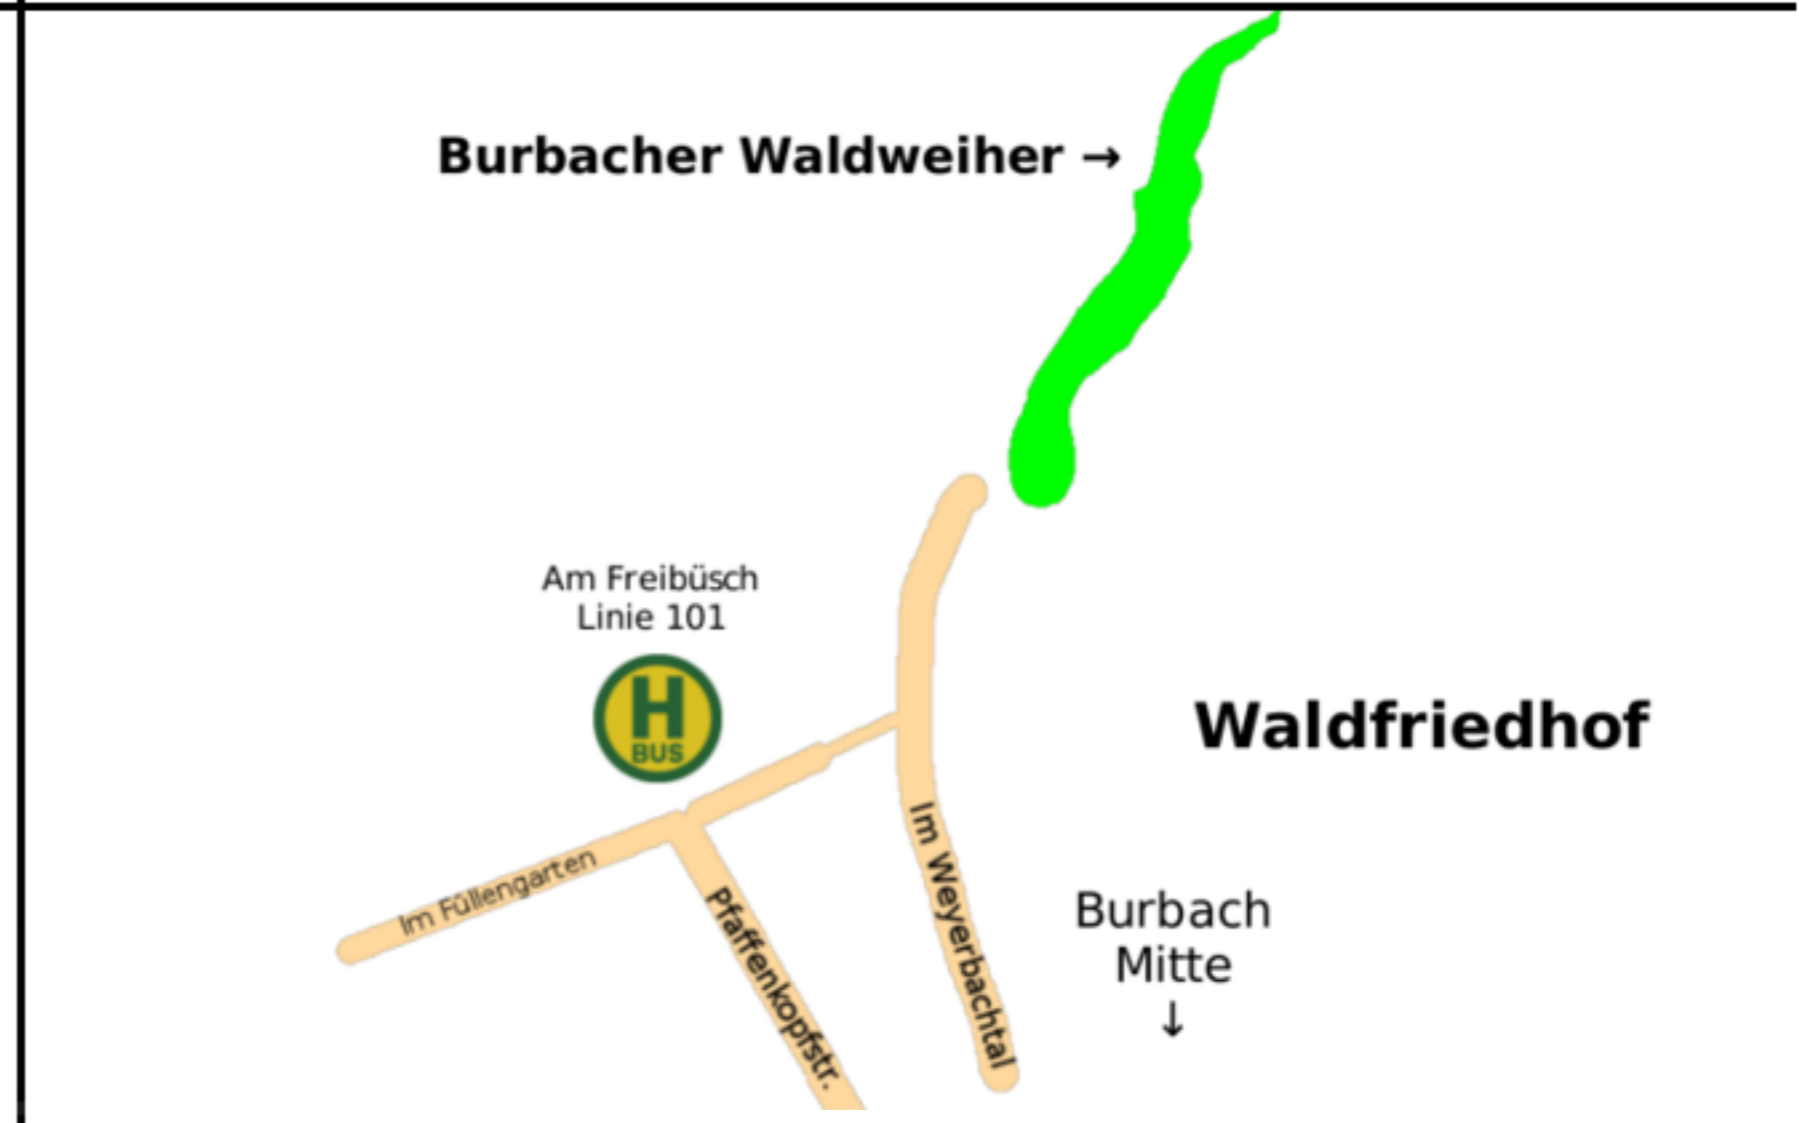 Burbacher Waldweiher →
Am Freibüsch
Linie 101
H
BUS
Waldfriedhof
Im Füllengarten
Pfaffenkopfstr.
Im Weyerbachtal
Burbach
Mitte
↓